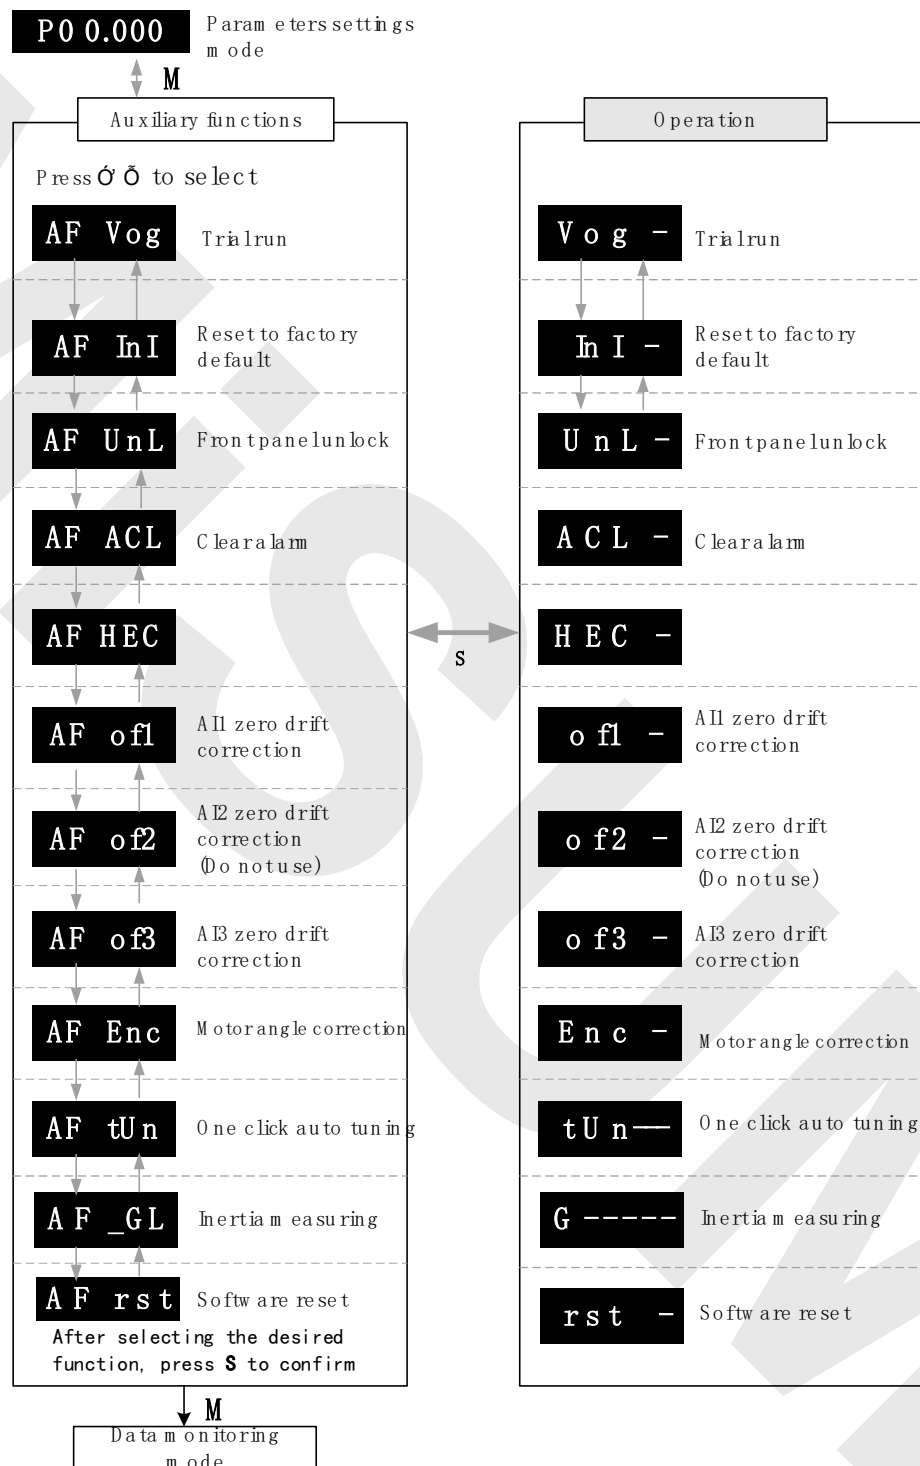 P0 0.000
Parameters settings
mode
M
Auxiliary functions
Press Ó Õ to select
AF Vog
Trial run
AF InI
Reset to factory
default
AF UnL
Front panel unlock
AF ACL
Clear alarm
AF HEC
AF of1
AI1 zero drift
correction
AF of2
AI2 zero drift
correction
(Do not use)
AF of3
AI3 zero drift
correction
AF Enc
Motor angle correction
AF tUn
One click auto tuning
AF _GL
Inertia measuring
AF rst
Software reset
After selecting the desired
function, press S to confirm
M
Data monitoring
mode
S
Operation
Vog -
Trial run
InI -
Reset to factory
default
UnL -
Front panel unlock
ACL -
Clear alarm
HEC -
of1 -
AI1 zero drift
correction
of2 -
AI2 zero drift
correction
(Do not use)
of3 -
AI3 zero drift
correction
Enc -
Motor angle correction
tUn--
One click auto tuning
G -----
Inertia measuring
rst -
Software reset